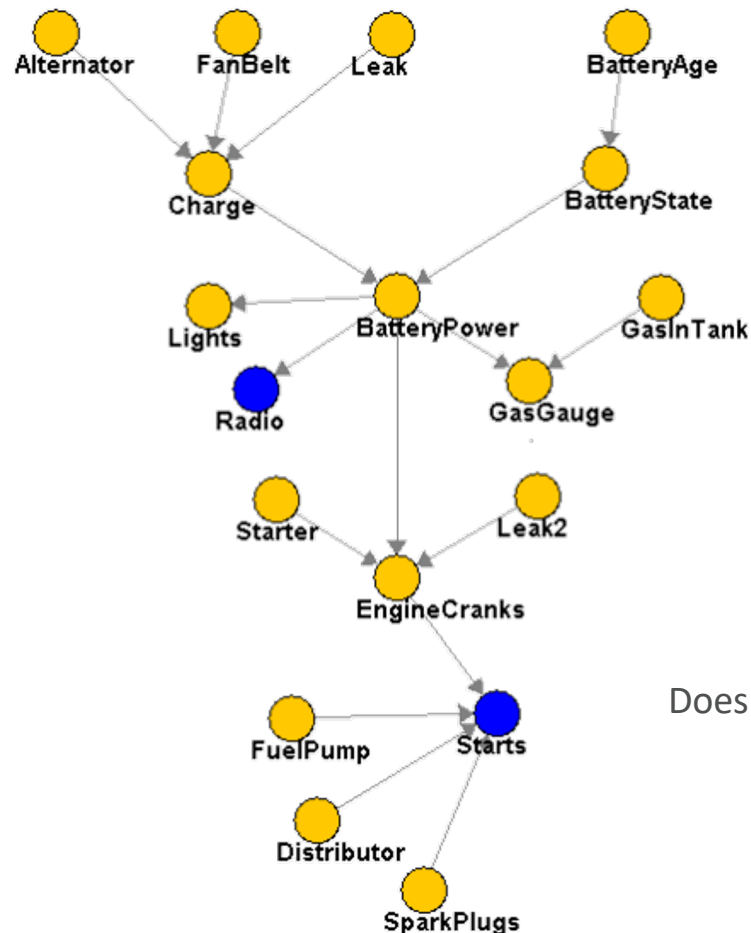 Alternator
FanBelt
Leak
BatteryAge
Charge
BatteryState
Lights
BatteryPower
GasInTank
Radio
GasGauge
Starter
Leak2
EngineCranks
Does
FuelPump
Starts
Distributor
SparkPlugs